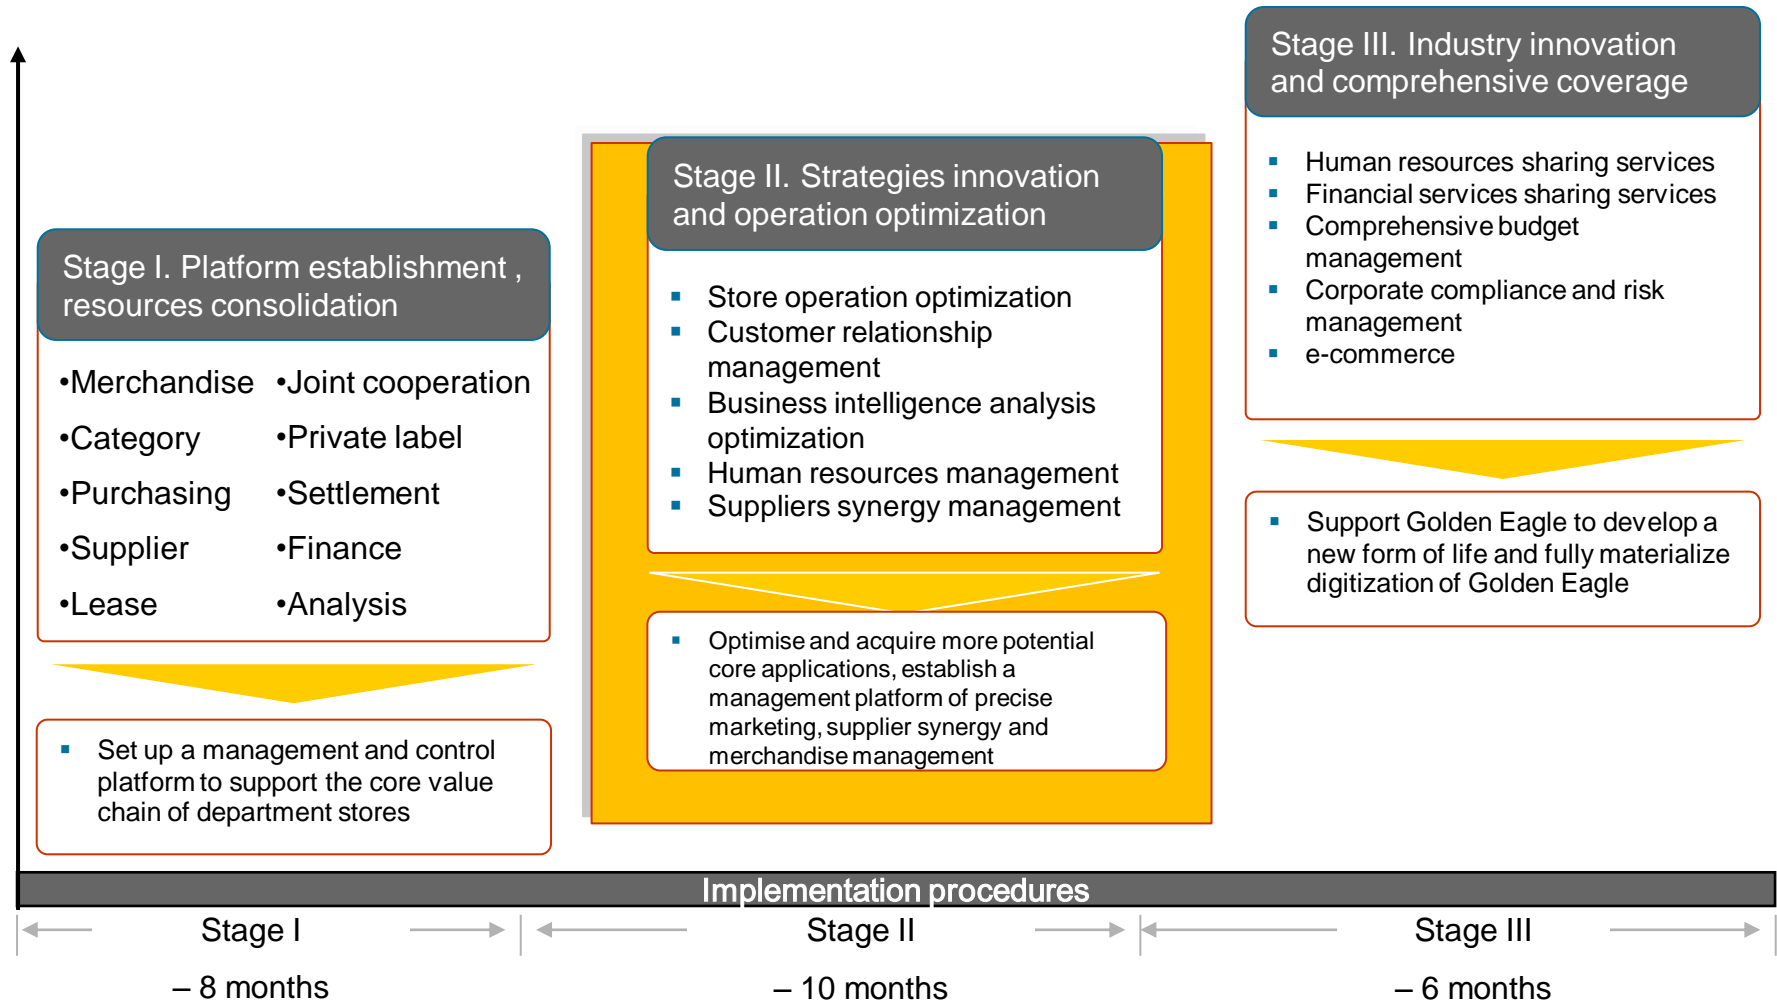 Stage I. Platform establishment ,
resources consolidation
•Merchandise
•Category
•Purchasing
•Supplier
•Lease
•Joint cooperation
•Private label
•Settlement
•Finance
•Analysis
▪ Set up a management and control
platform to support the core value
chain of department stores
Stage II. Strategies innovation
and operation optimization
▪ Store operation optimization
▪ Customer relationship
management
▪ Business intelligence analysis
optimization
▪ Human resources management
▪ Suppliers synergy management
▪ Optimise and acquire more potential
core applications, establish a
management platform of precise
marketing, supplier synergy and
merchandise management
Stage III. Industry innovation
and comprehensive coverage
▪ Human resources sharing services
▪ Financial services sharing services
▪ Comprehensive budget
management
▪ Corporate compliance and risk
management
▪ e-commerce
▪ Support Golden Eagle to develop a
new form of life and fully materialize
digitization of Golden Eagle
Implementation procedures
Stage I
– 8 months
Stage II
– 10 months
Stage III
– 6 months